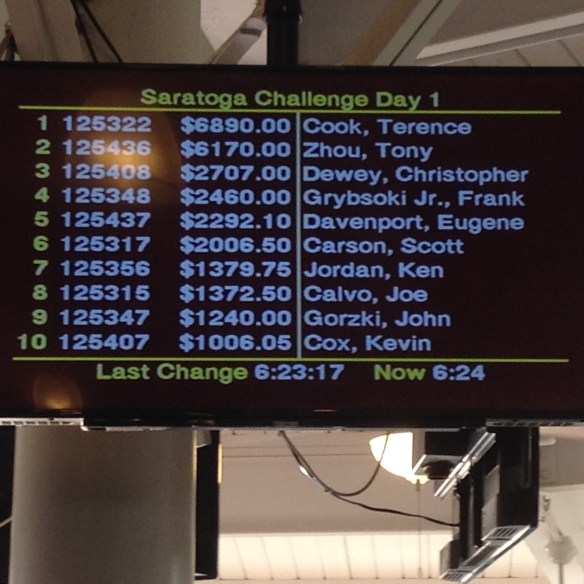 Saratoga Challenge Day 1
1 125322 $6890.00 Cook, Terence
2 125436 $6170.00 Zhou, Tony
3 125408 $2707.00 Dewey, Christopher
4 125348 $2460.00 Grybsoki Jr., Frank
5 125437 $2292.10 Davenport, Eugene
6 125317 $2006.50 Carson, Scott
7 125356 $1379.75 Jordan, Ken
8 125315 $1372.50 Calvo, Joe
9 125347 $1240.00 Gorzki, John
10 125407 $1006.05 Cox, Kevin
Last Change 6:23:17 Now 6:24